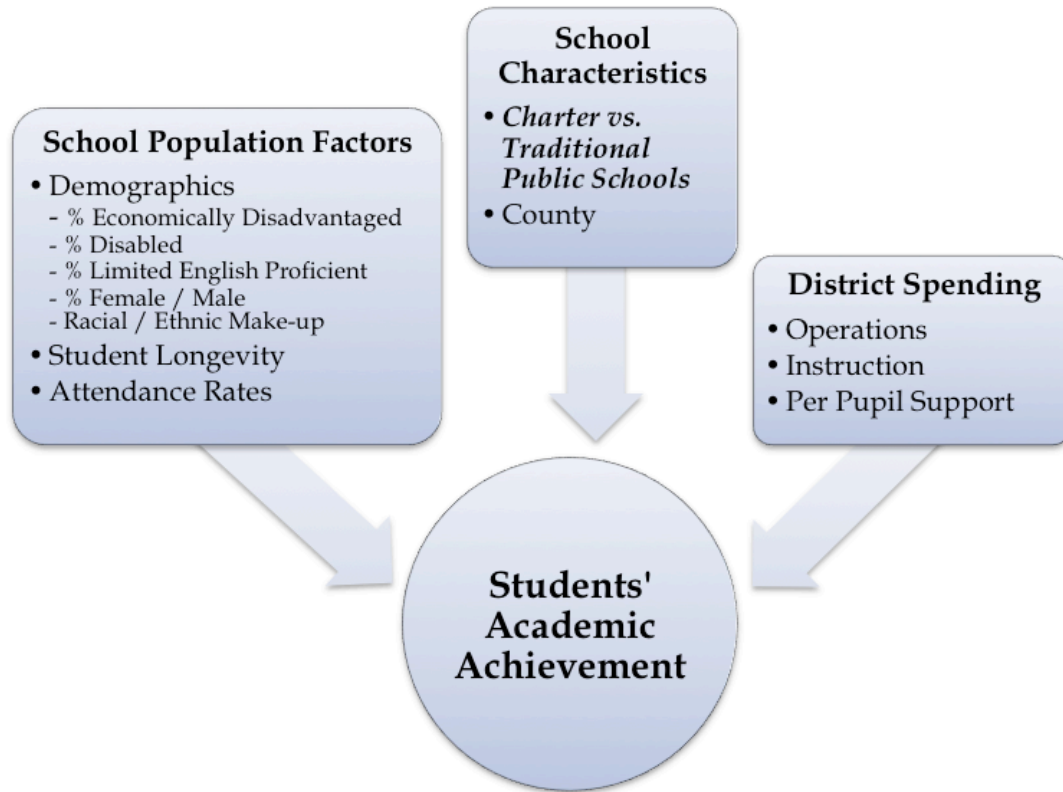 School Population Factors
• Demographics
- % Economically Disadvantaged
- % Disabled
- % Limited English Proficient
- % Female / Male
- Racial / Ethnic Make-up
• Student Longevity
• Attendance Rates
School
Characteristics
• Charter vs.
Traditional
Public Schools
• County
District Spending
• Operations
• Instruction
• Per Pupil Support
Students'
Academic
Achievement